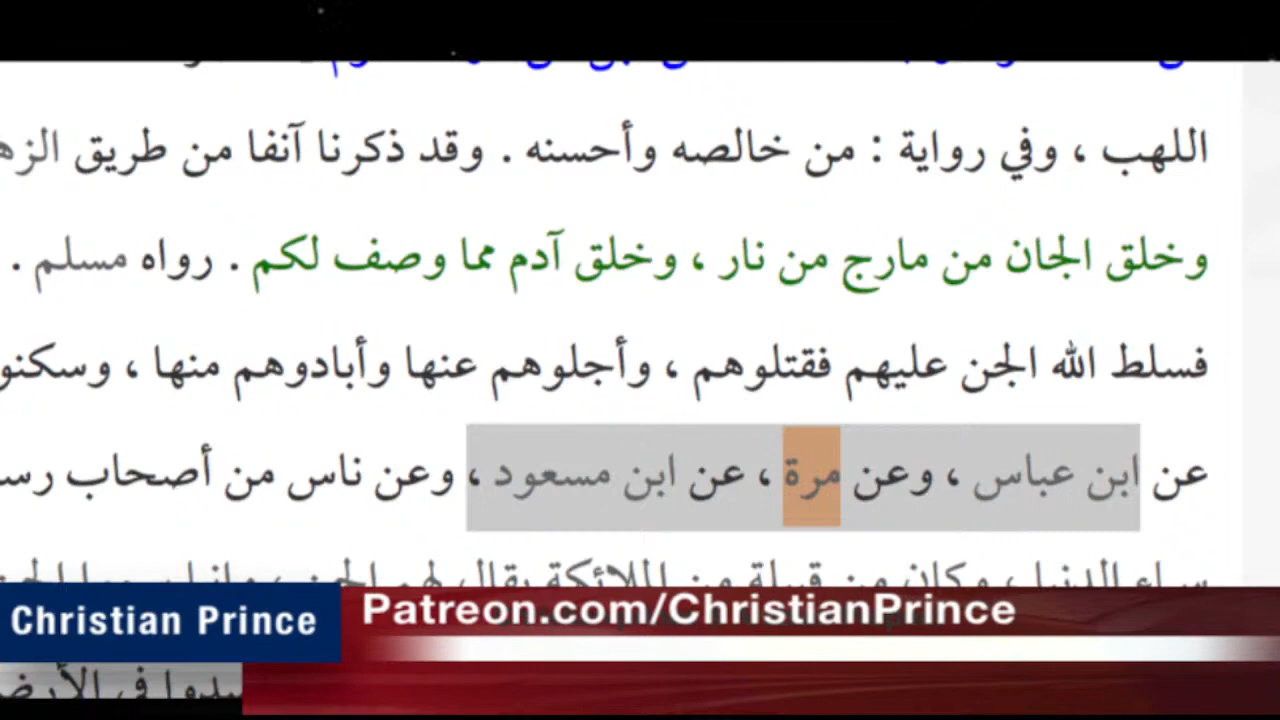 اللهب ، وفي رواية : من خالصه وأحسنه . وقد ذكرنا آنفا من طريق
وخلق الجان من مارج من نار ، وخلق آدم مما وصف لكم . رواه مسلم .
فسلط الله الجن عليهم فقتلوهم ، وأجلوهم عنها وأبادوهم منها ،
عن ابن عباس ، وعن مرة ، عن ابن مسعود ، وعن ناس من أصحاب
Patreon.com/ChristianPrince
Christian Prince